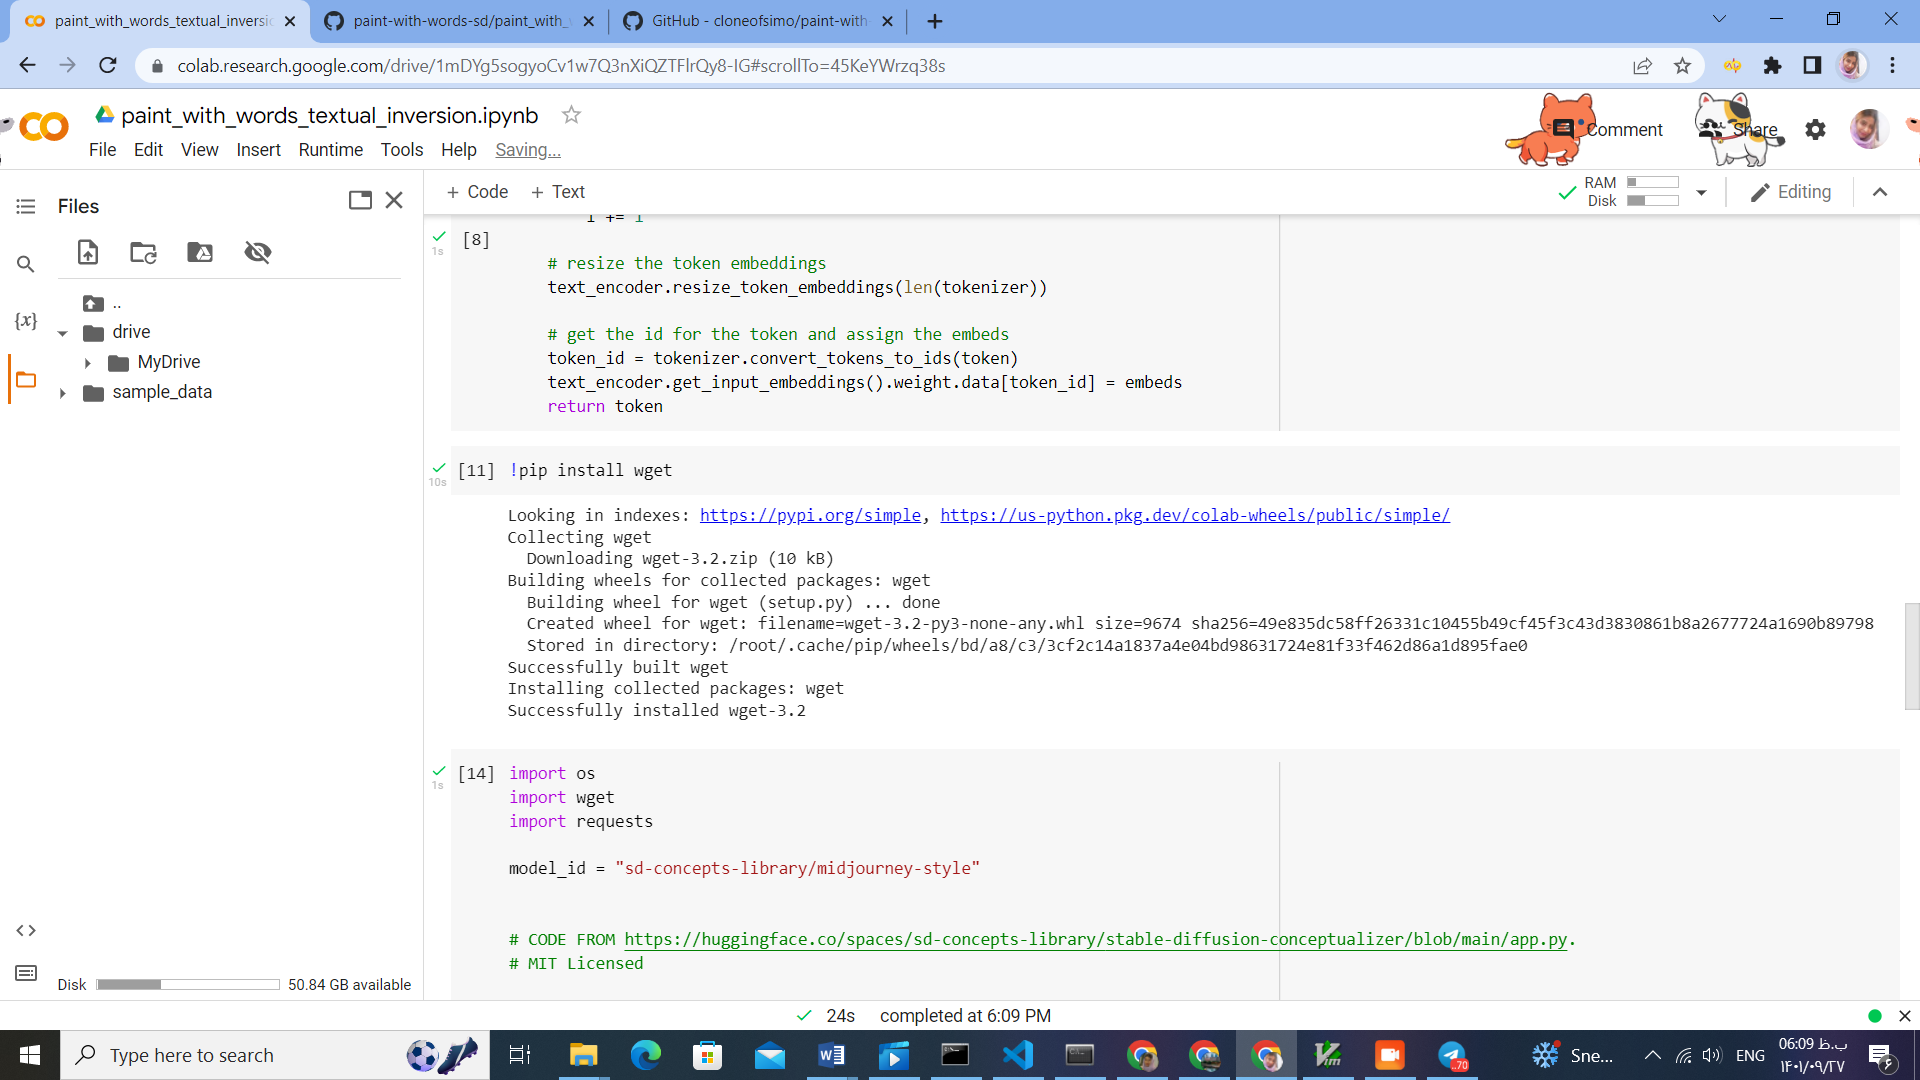 paint_with_words_textual_inversi
paint-with-words-sd/paint_with_
GitHub - cloneofsimo/paint-with-
colab.research.google.com/drive/1mDYg5sogyoCv1w7Q3nXiQZTFlrQy8-IG#scrollTo=45KeYWrzq38s
paint_with_words_textual_inversion.ipynb
Comment
Share
File Edit View Insert Runtime Tools Help Saving...
Files
+ Code + Text
RAM
Disk
Editing
..
drive
MyDrive
sample_data
{x}
i += 1
1s
[8]
# resize the token embeddings
text_encoder.resize_token_embeddings(len(tokenizer))
# get the id for the token and assign the embeds
token_id = tokenizer.convert_tokens_to_ids(token)
text_encoder.get_input_embeddings().weight.data[token_id] = embeds
return token
10s
[11] !pip install wget
Looking in indexes: https://pypi.org/simple, https://us-python.pkg.dev/colab-wheels/public/simple/
Collecting wget
Downloading wget-3.2.zip (10 kB)
Building wheels for collected packages: wget
Building wheel for wget (setup.py) ... done
Created wheel for wget: filename=wget-3.2-py3-none-any.whl size=9674 sha256=49e835dc58ff26331c10455b49cf45f3c43d3830861b8a2677724a1690b89798
Stored in directory: /root/.cache/pip/wheels/bd/a8/c3/3cf2c14a1837a4e04bd98631724e81f33f462d86a1d895fae0
Successfully built wget
Installing collected packages: wget
Successfully installed wget-3.2
1s
[14] import os
import wget
import requests
model_id = "sd-concepts-library/midjourney-style"
# CODE FROM https://huggingface.co/spaces/sd-concepts-library/stable-diffusion-conceptualizer/blob/main/app.py.
# MIT Licensed
Disk 50.84 GB available
24s completed at 6:09 PM
Type here to search
..70
Sne...
ENG
06:09 ب.ظ
۱۴۰۱/۰۹/۲۷
۶